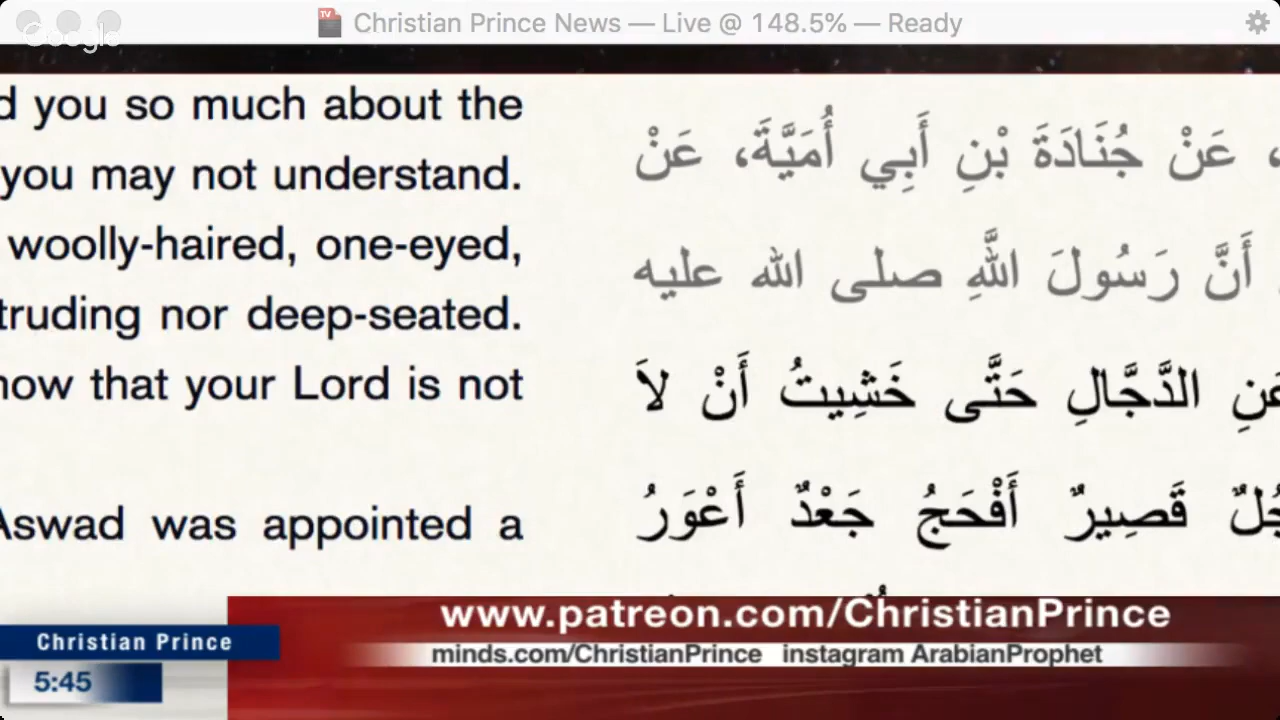 Christian Prince News — Live @ 148.5% — Ready
Google
you so much about the
you may not understand.
woolly-haired, one-eyed,
truding nor deep-seated.
now that your Lord is not
Aswad was appointed a
عَنْ جُنَادَةَ بْنِ أَبِي أُمَيَّةَ، عَنْ
أَنَّ رَسُولَ اللَّهِ صلى الله عليه
عَنِ الدَّجَّالِ حَتَّى خَشِيتُ أَنْ لاَ
قَصِيرٌ أَفْحَجُ جَعْدٌ أَعْوَرُ
www.patreon.com/ChristianPrince
minds.com/ChristianPrince instagram ArabianProphet
Christian Prince
5:45